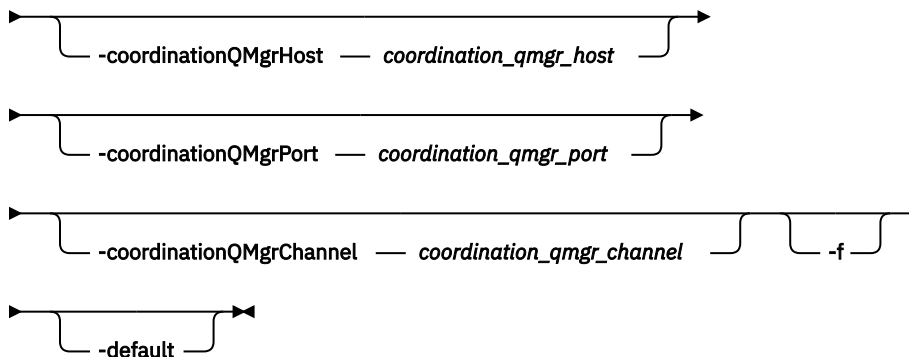 -coordinationQMgrHost coordination_qmgr_host
-coordinationQMgrPort coordination_qmgr_port
-coordinationQMgrChannel coordination_qmgr_channel -f
-default